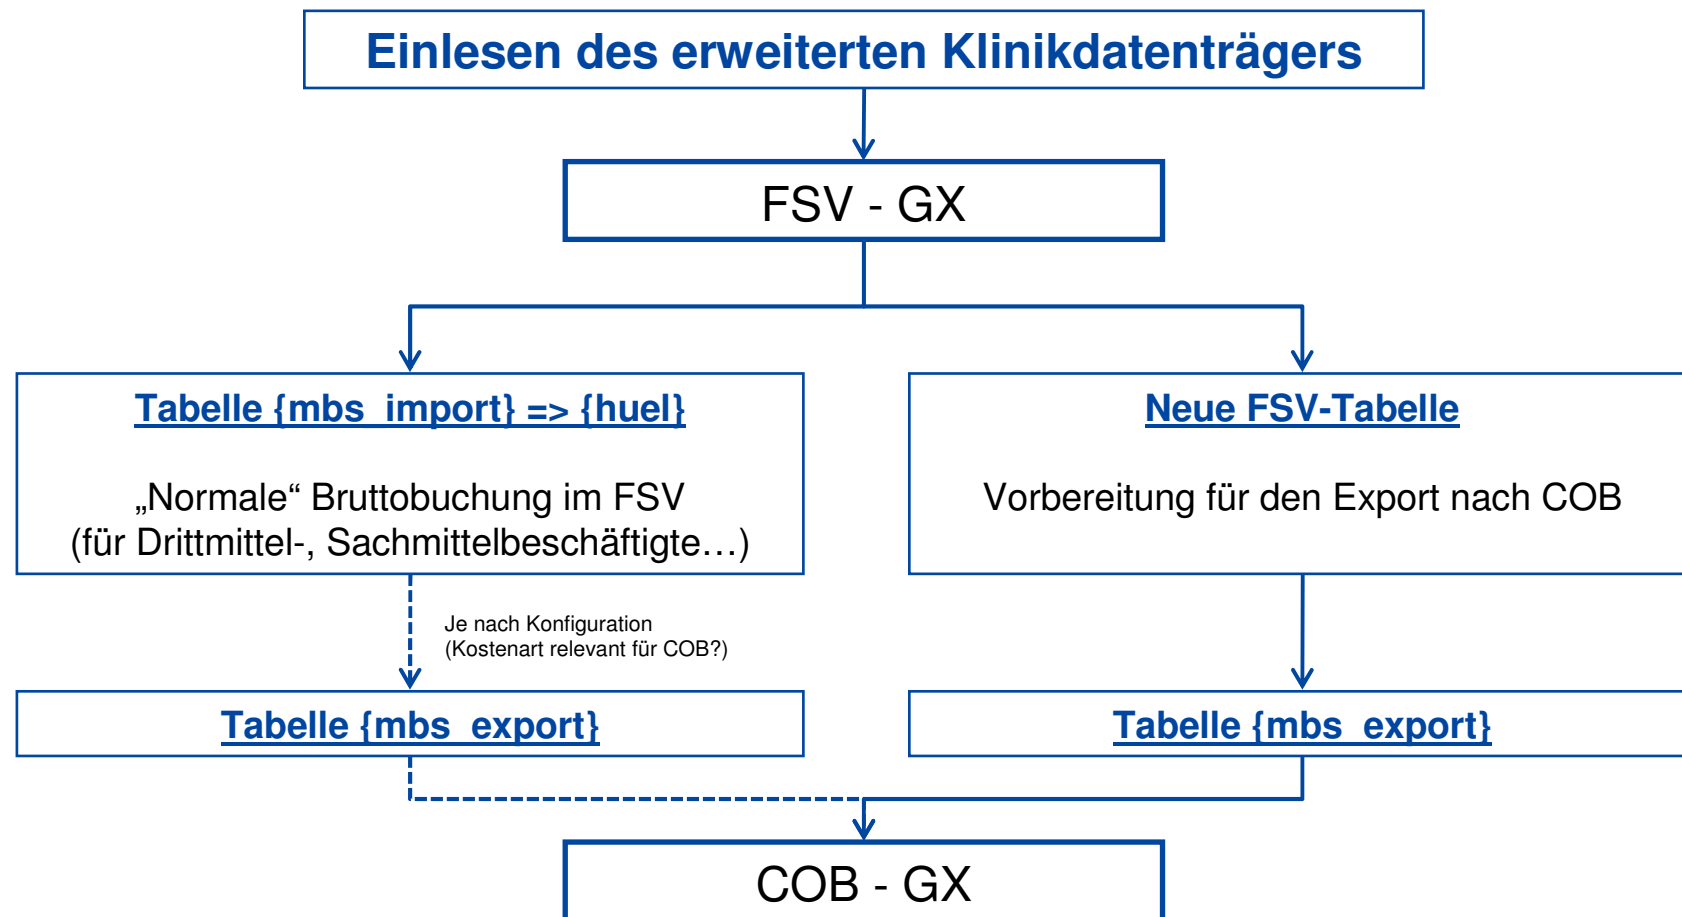 Einlesen des erweiterten Klinikdatenträgers
FSV - GX
Tabelle {mbs_import} => {huel}
„Normale“ Bruttobuchung im FSV
(für Drittmittel-, Sachmittelbeschäftigte…)
Neue FSV-Tabelle
Vorbereitung für den Export nach COB
Je nach Konfiguration
(Kostenart relevant für COB?)
Tabelle {mbs_export}
Tabelle {mbs_export}
COB - GX